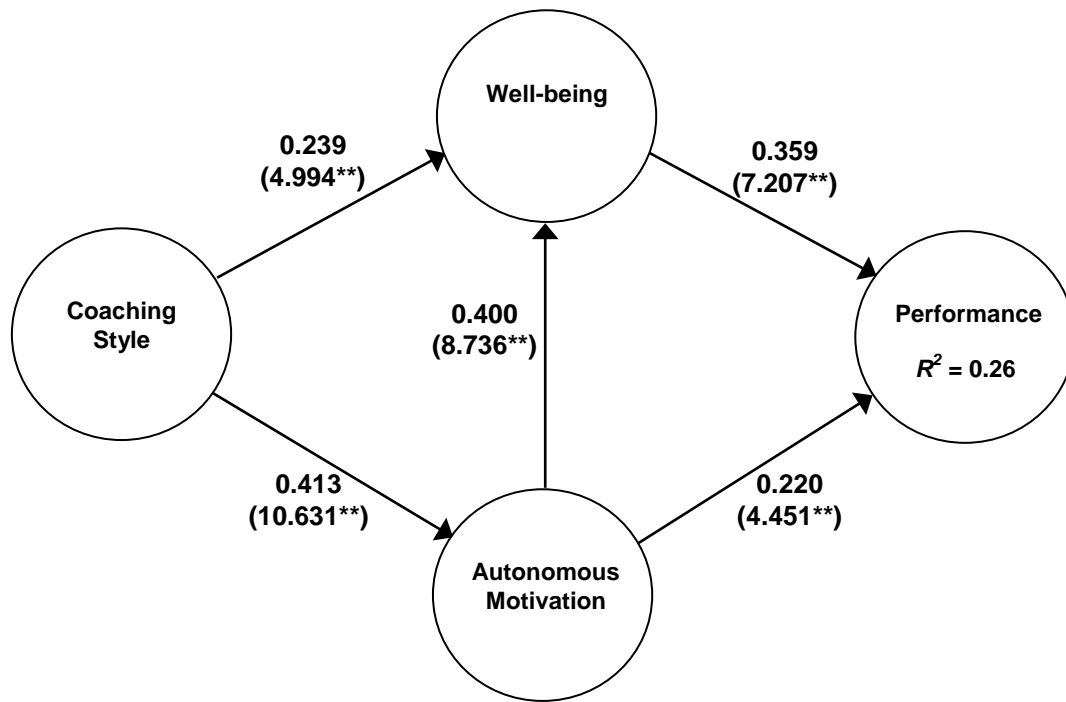 Well-being
0.239
(4.994**)
0.359
(7.207**)
Coaching
Style
0.400
(8.736**)
Performance
R² = 0.26
0.413
(10.631**)
0.220
(4.451**)
Autonomous
Motivation